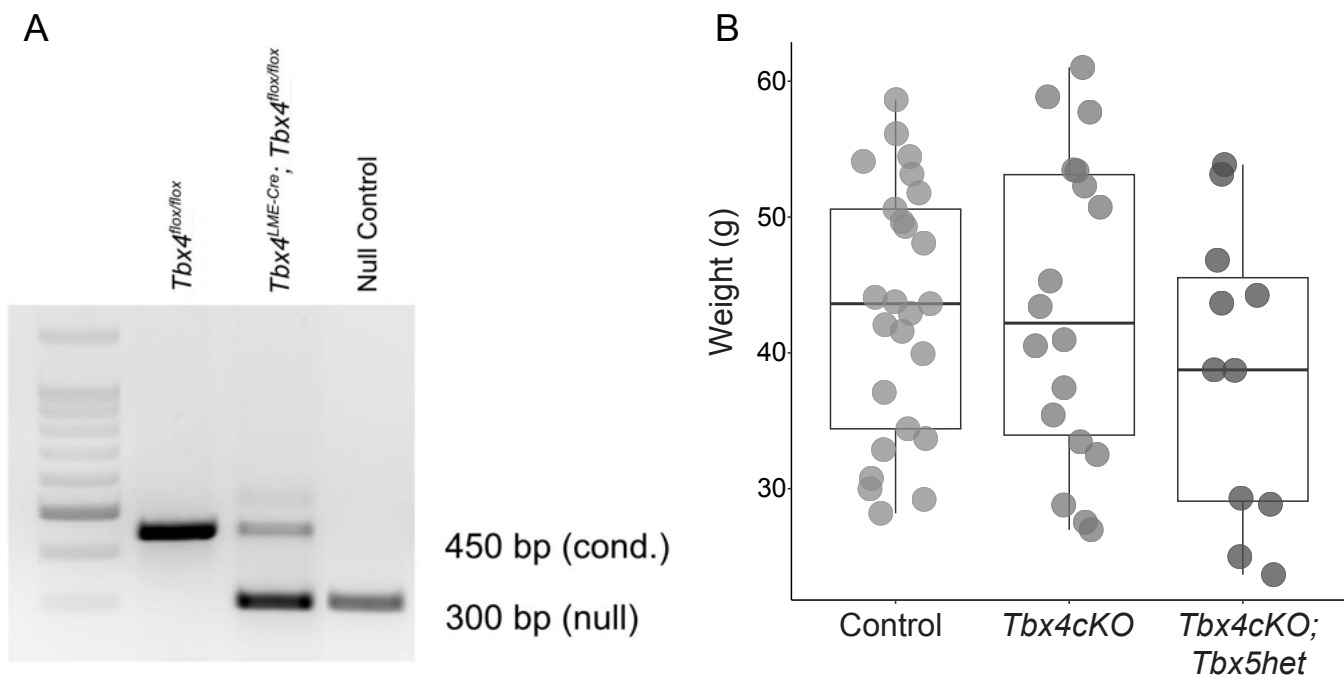 A
Tbx4flox/flox
Tbx4LME-Cre; Tbx4flox/flox
Null Control
450 bp (cond.)
300 bp (null)
B
Weight (g)
60
50
40
30
Control
Tbx4cKO
Tbx4cKO;
Tbx5het